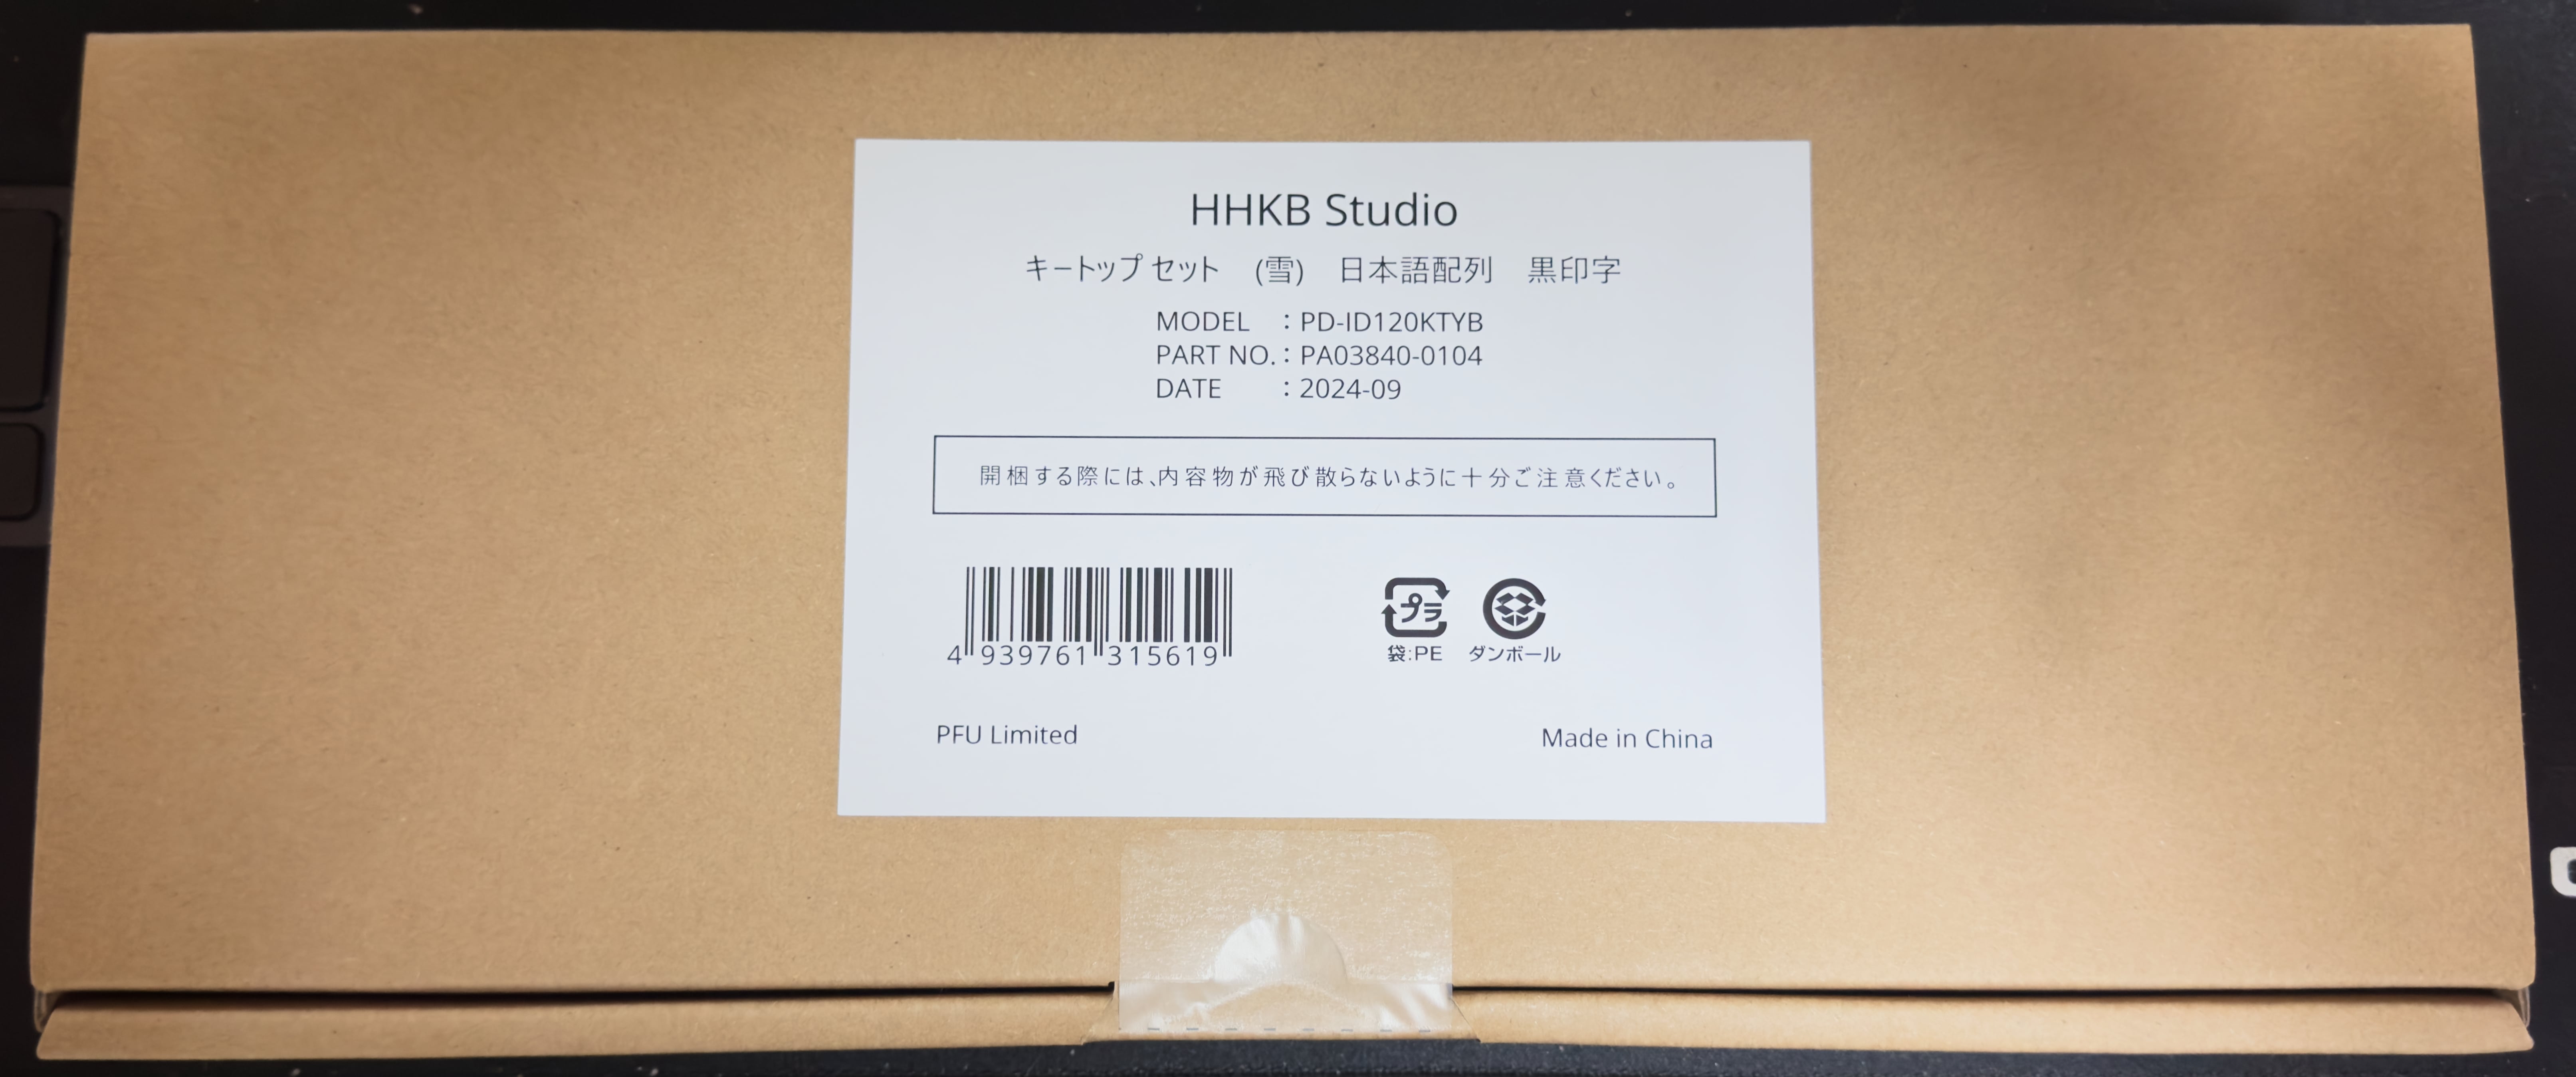 HHKB Studio
キートップ セット (雪) 日本語配列 黒印字
MODEL : PD-ID120KTYB
PART NO. : PA03840-0104
DATE : 2024-09
開梱する際には、内容物が飛び散らないように十分ご注意ください。
4 939761 315619
プラ
袋:PE ダンボール
PFU Limited Made in China